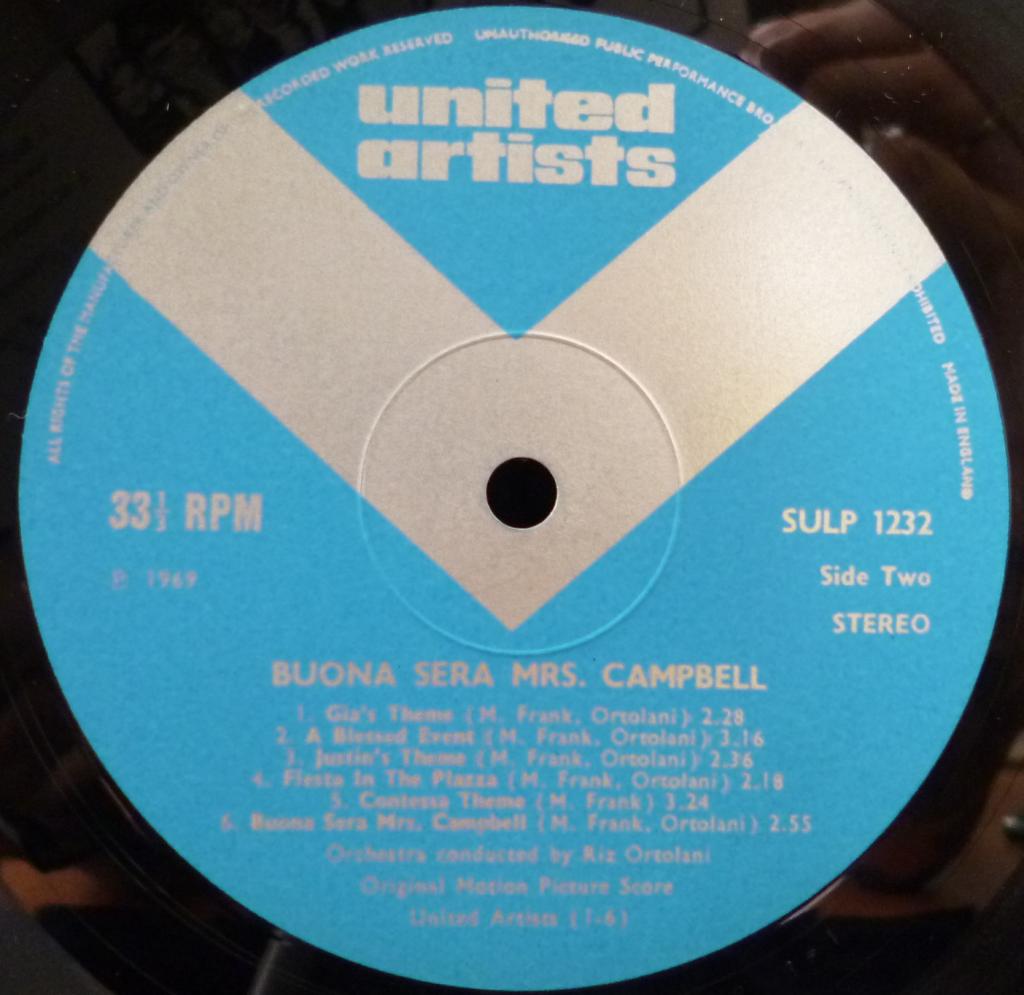 ALL RIGHTS OF THE MANUFA RECORDED WORK RESERVED UNAUTHORISED PUBLIC PERFORMANCE BRO OHIBITED MADE IN ENGLAND
united
artists
33⅓ RPM
℗ 1969
SULP 1232
Side Two
STEREO
BUONA SERA MRS. CAMPBELL
1. Gia's Theme (M. Frank, Ortolani) 2.28
2. A Blessed Event (M. Frank, Ortolani) 3.16
3. Justin's Theme (M. Frank, Ortolani) 2.36
4. Fiesta In The Piazza (M. Frank, Ortolani) 2.18
5. Contessa Theme (M. Frank) 3.24
6. Buona Sera Mrs. Campbell (M. Frank, Ortolani) 2.55
Orchestra conducted by Riz Ortolani
Original Motion Picture Score
United Artists (1-6)